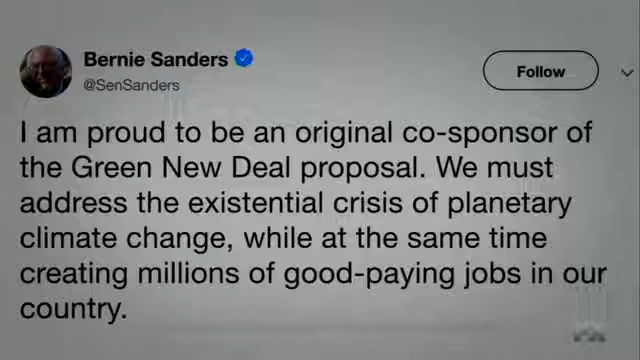 Bernie Sanders
@SenSanders
Follow
I am proud to be an original co-sponsor of
the Green New Deal proposal. We must
address the existential crisis of planetary
climate change, while at the same time
creating millions of good-paying jobs in our
country.